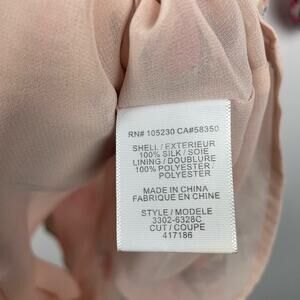 RN# 105230 CA#58350
SHELL / EXTERIEUR
100% SILK / SOIE
LINING / DOUBLURE
100% POLYESTER /
POLYESTER
MADE IN CHINA
FABRIQUE EN CHINE
STYLE / MODELE
3302-6328C
CUT / COUPE
417186